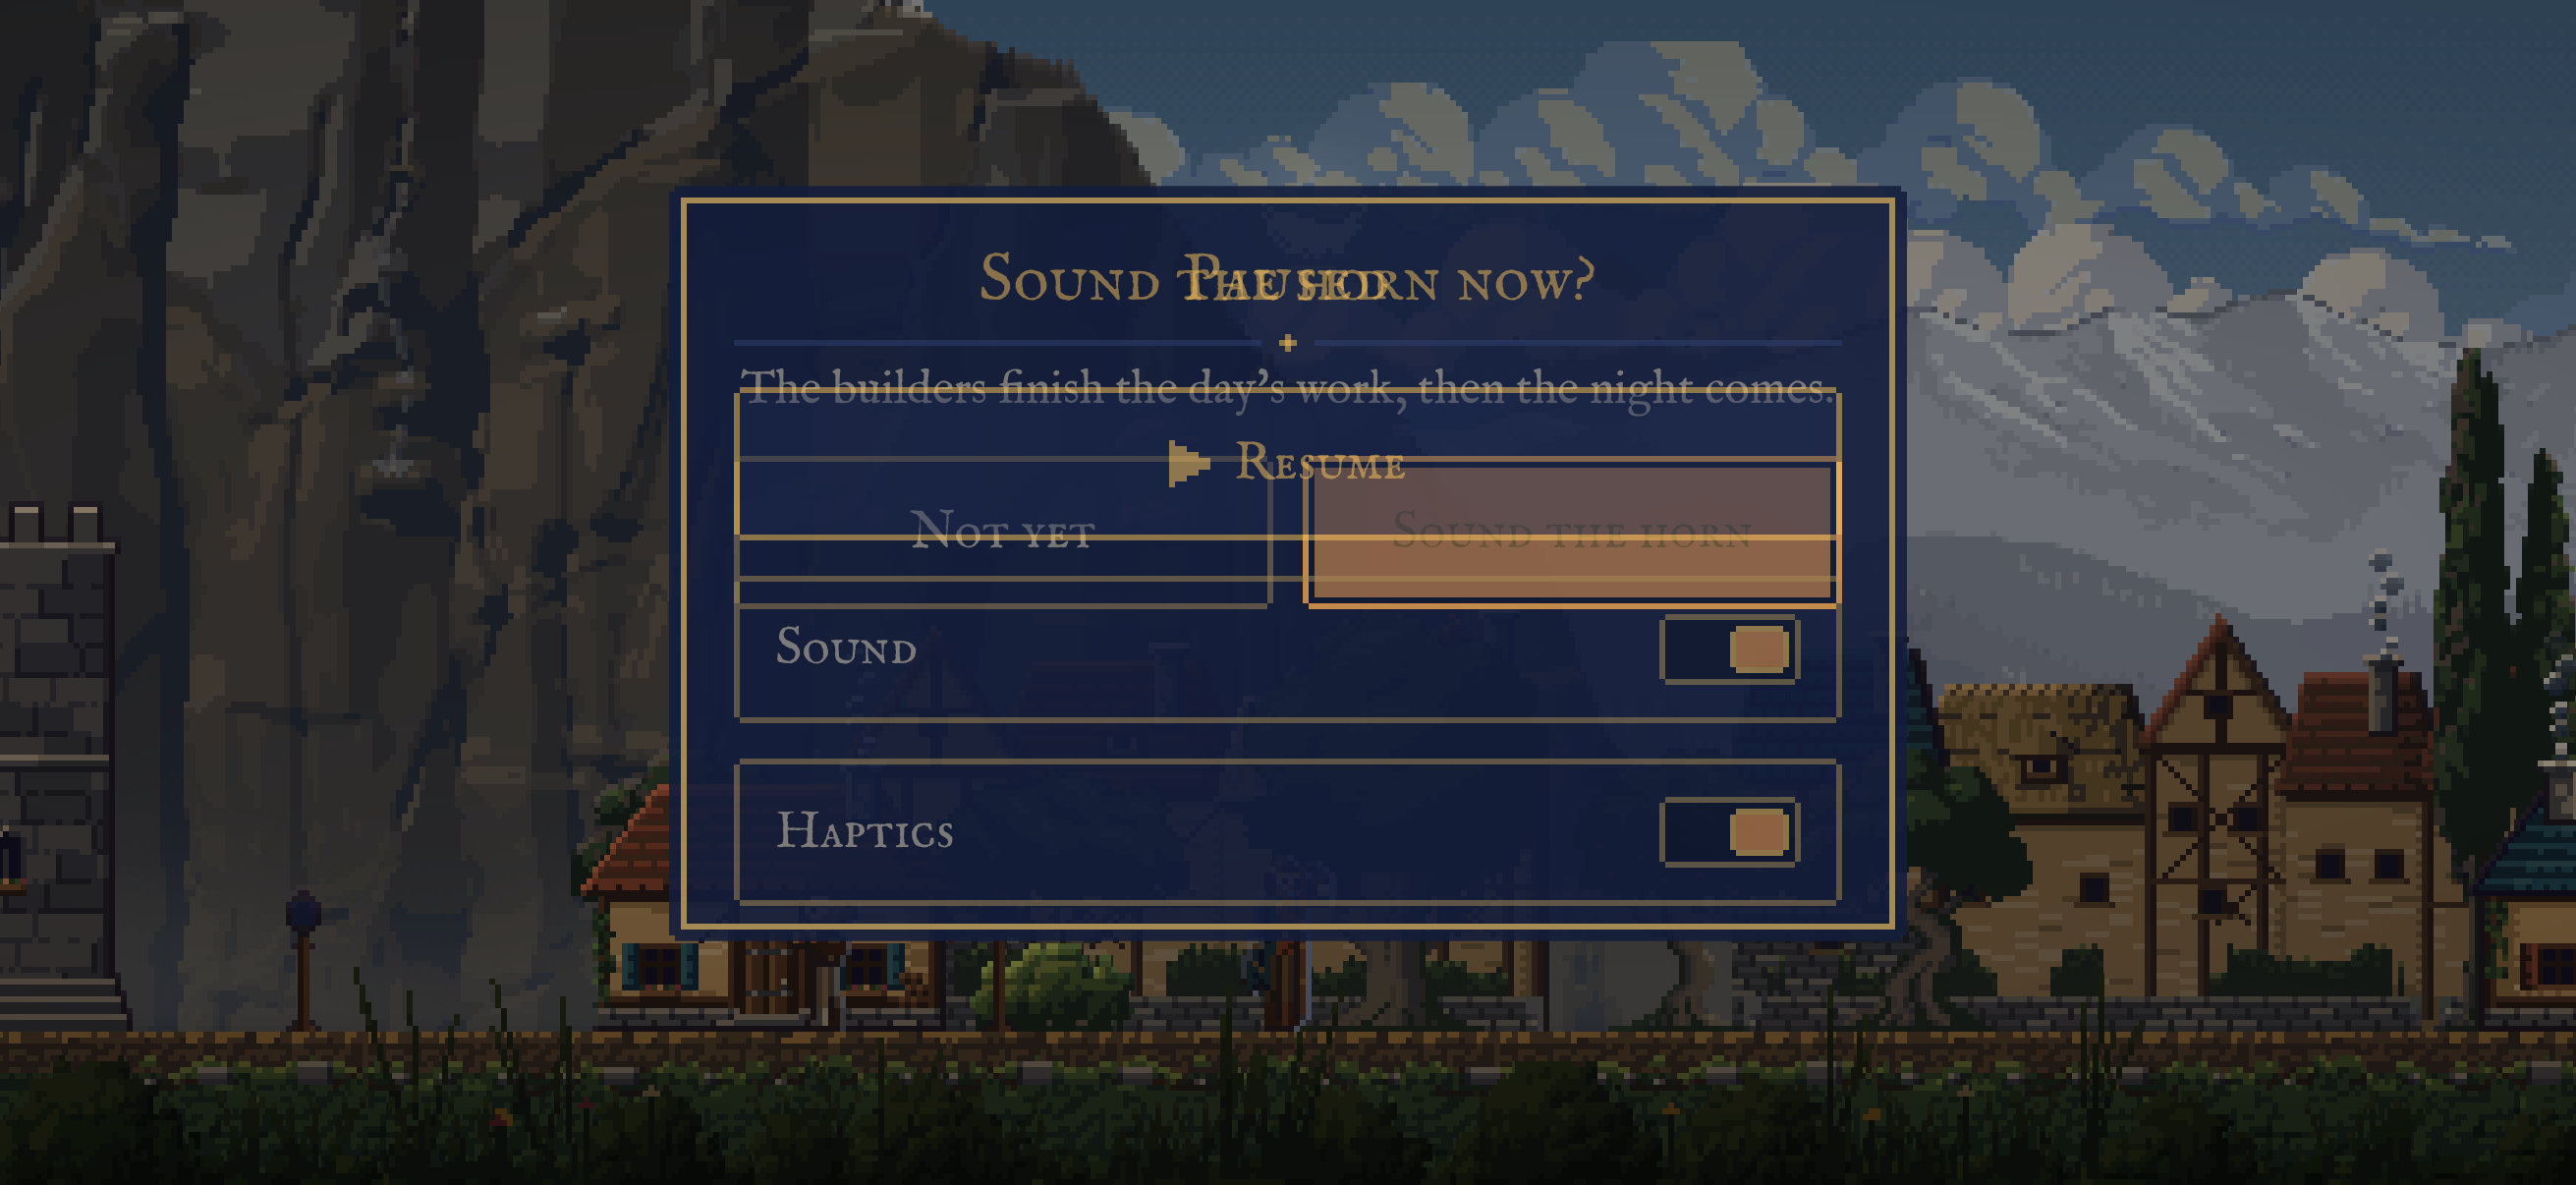 Sound the horn now?
Paused
The builders finish the day's work, then the night comes.
Resume
Not yet
Sound the horn
Sound
Haptics